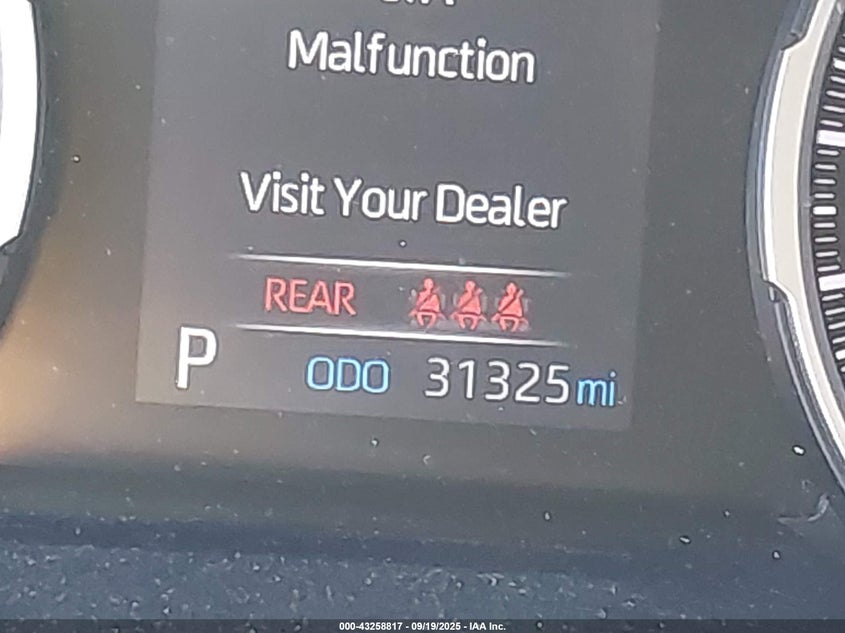 Malfunction
Visit Your Dealer
REAR
P ODO 31325 mi
000-43258817 - 09/19/2025 - IAA Inc.